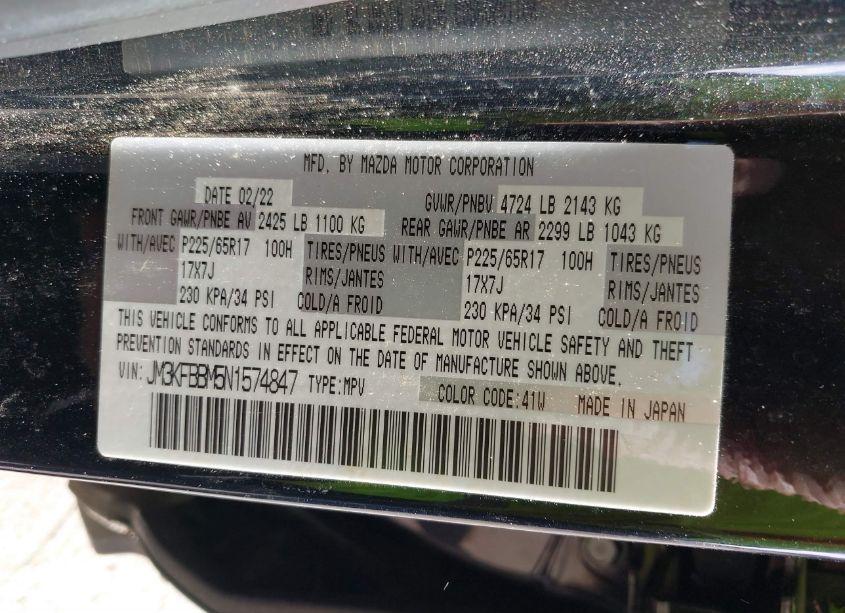 MFD. BY MAZDA MOTOR CORPORATION
DATE 02/22 GVWR/PNBV 4724 LB 2143 KG
FRONT GAWR/PNBE AV 2425 LB 1100 KG REAR GAWR/PNBE AR 2299 LB 1043 KG
WITH/AVEC P225/65R17 100H TIRES/PNEUS WITH/AVEC P225/65R17 100H TIRES/PNEUS
17X7J RIMS/JANTES 17X7J RIMS/JANTES
230 KPA/34 PSI COLD/A FROID 230 KPA/34 PSI COLD/A FROID
THIS VEHICLE CONFORMS TO ALL APPLICABLE FEDERAL MOTOR VEHICLE SAFETY AND THEFT
PREVENTION STANDARDS IN EFFECT ON THE DATE OF MANUFACTURE SHOWN ABOVE.
VIN: JM3KFBBM5N1574847 TYPE:MPV COLOR CODE:41W MADE IN JAPAN